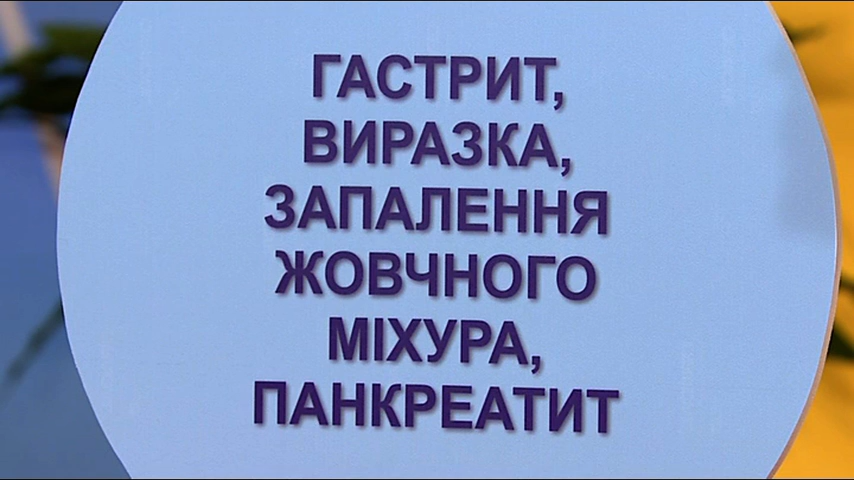 ГАСТРИТ,
ВИРАЗКА,
ЗАПАЛЕННЯ
ЖОВЧНОГО
МІХУРА,
ПАНКРЕАТИТ